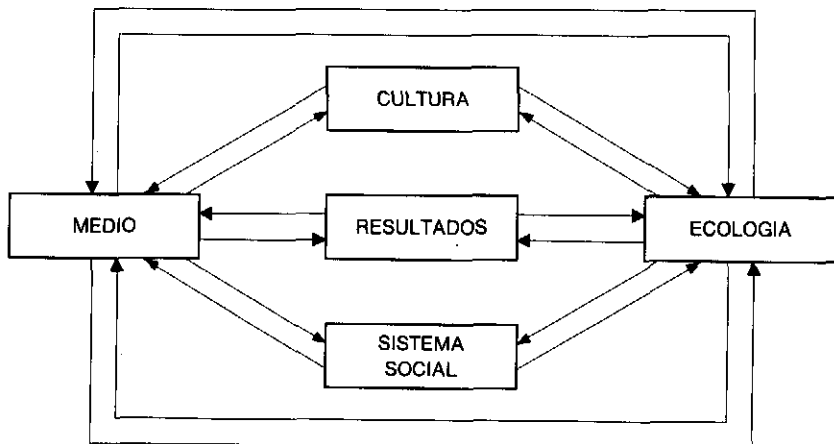 CULTURA
MEDIO
RESULTADOS
ECOLOGIA
SISTEMA
SOCIAL